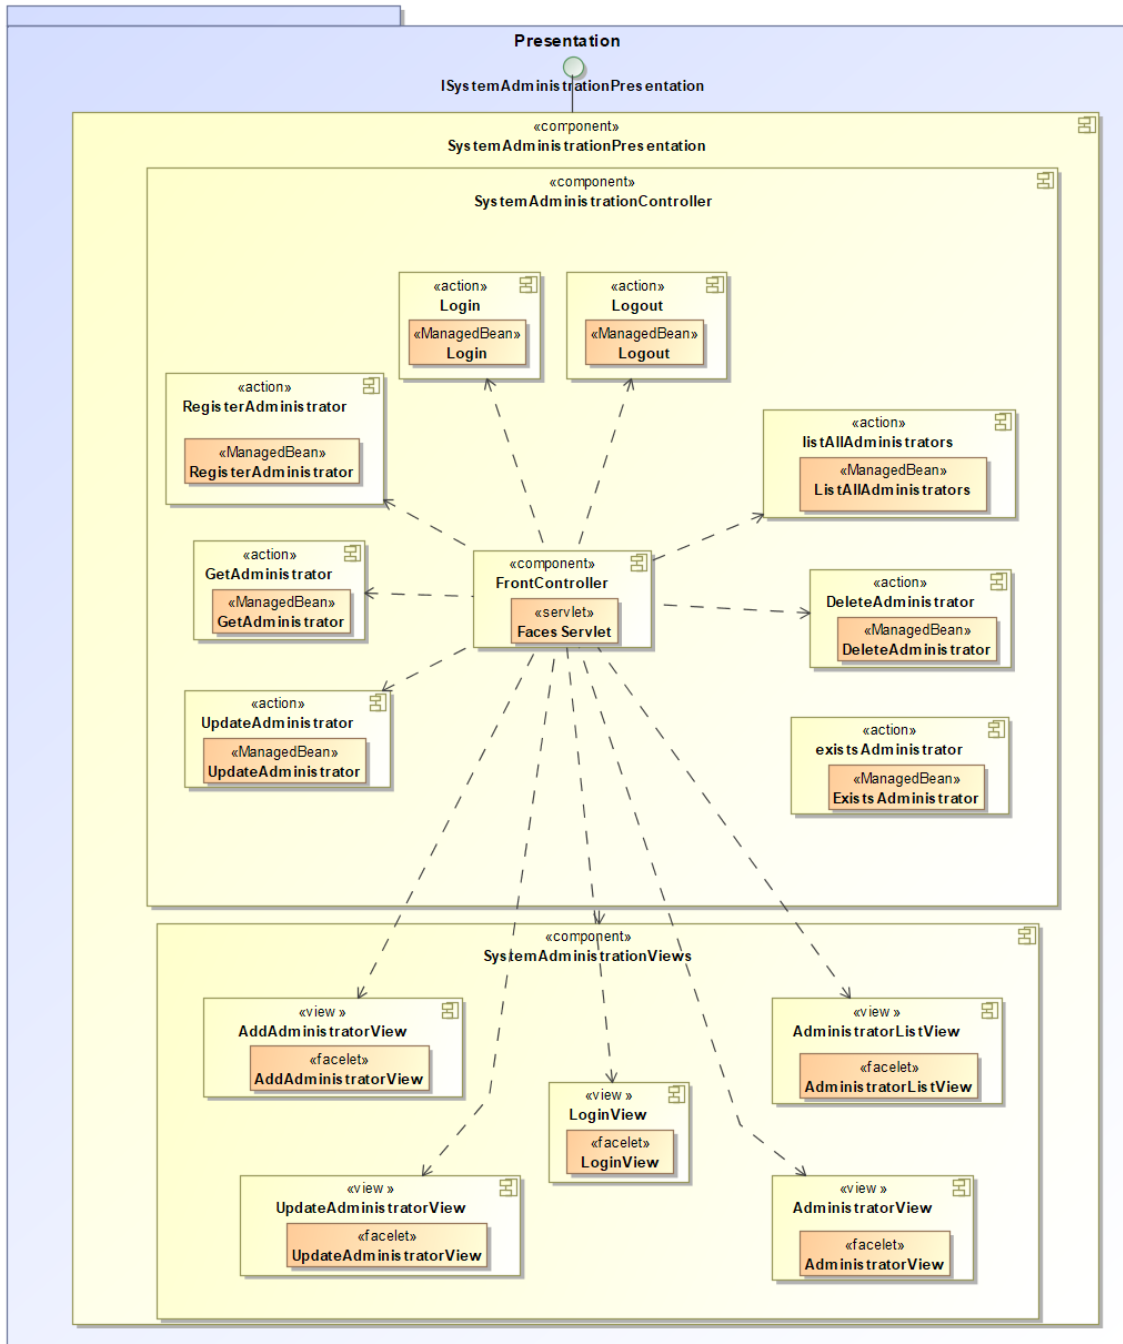 Presentation
ISystemAdministrationPresentation
«component»
SystemAdministrationPresentation
«component»
SystemAdministrationController
«action»
Login
«ManagedBean»
Login
«action»
Logout
«ManagedBean»
Logout
«action»
RegisterAdministrator
«ManagedBean»
RegisterAdministrator
«action»
listAllAdministrators
«ManagedBean»
ListAllAdministrators
«action»
GetAdministrator
«ManagedBean»
GetAdministrator
«component»
FrontController
«servlet»
Faces Servlet
«action»
DeleteAdministrator
«ManagedBean»
DeleteAdministrator
«action»
UpdateAdministrator
«ManagedBean»
UpdateAdministrator
«action»
existsAdministrator
«ManagedBean»
ExistsAdministrator
«component»
SystemAdministrationViews
«view »
AddAdministratorView
«facelet»
AddAdministratorView
«view »
AdministratorListView
«facelet»
AdministratorListView
«view »
LoginView
«facelet»
LoginView
«view »
UpdateAdministratorView
«facelet»
UpdateAdministratorView
«view »
AdministratorView
«facelet»
AdministratorView